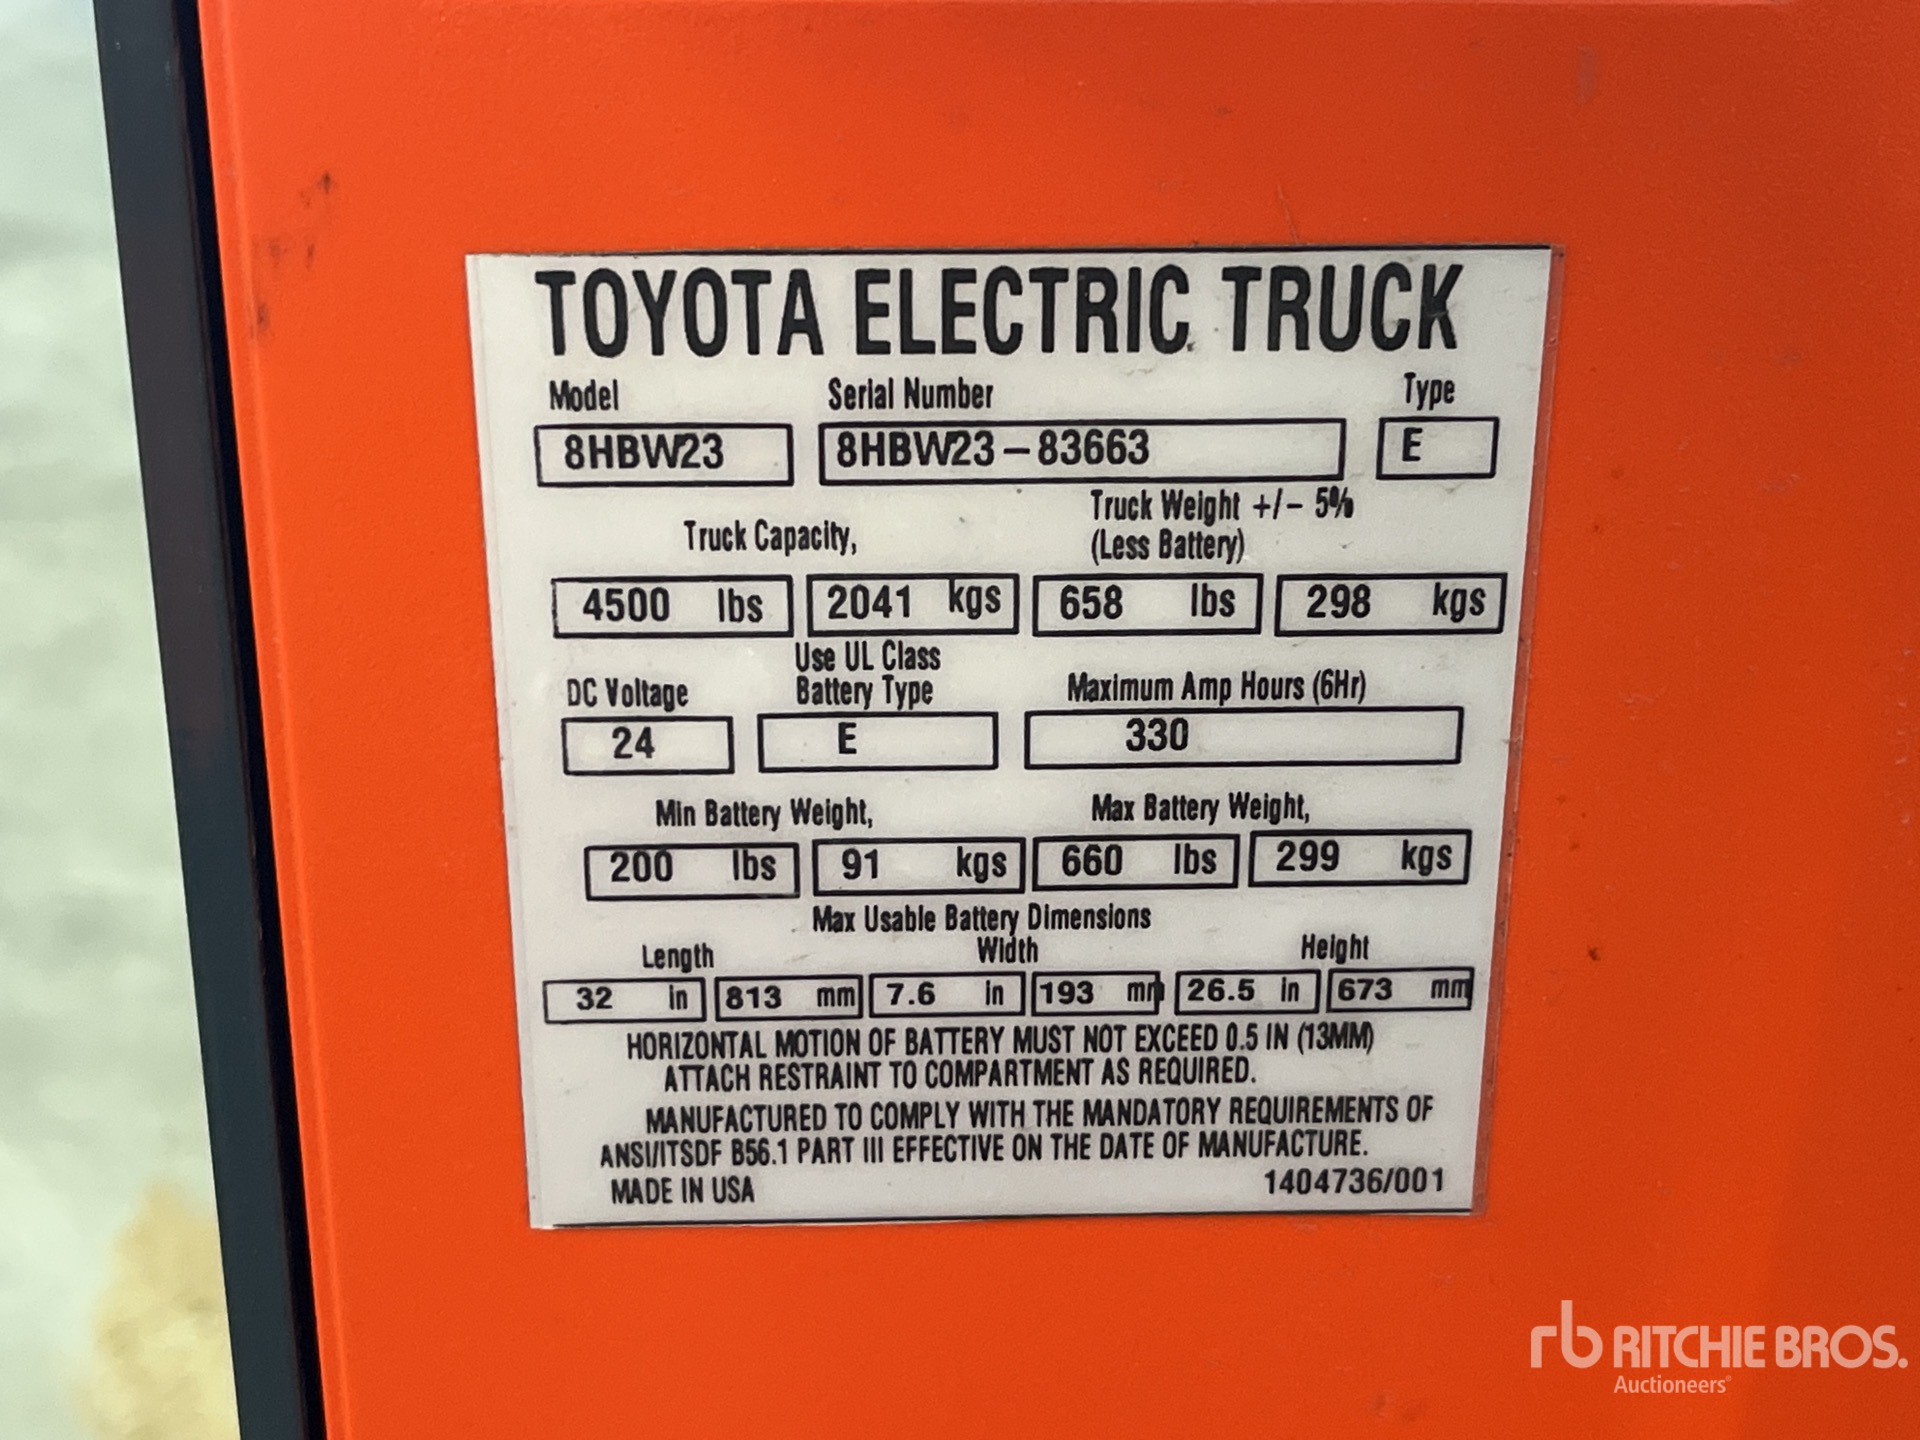 TOYOTA ELECTRIC TRUCK
Model Serial Number Type
8HBW23 8HBW23-83663 E
Truck Capacity, Truck Weight +/- 5%
(Less Battery)
4500 lbs 2041 kgs 658 lbs 298 kgs
DC Voltage Use UL Class
Battery Type Maximum Amp Hours (6Hr)
24 E 330
Min Battery Weight, Max Battery Weight,
200 lbs 91 kgs 660 lbs 299 kgs
Max Usable Battery Dimensions
Length Width Height
32 in 813 mm 7.6 in 193 mm 26.5 in 673 mm
HORIZONTAL MOTION OF BATTERY MUST NOT EXCEED 0.5 IN (13MM)
ATTACH RESTRAINT TO COMPARTMENT AS REQUIRED.
MANUFACTURED TO COMPLY WITH THE MANDATORY REQUIREMENTS OF
ANSI/ITSDF B56.1 PART III EFFECTIVE ON THE DATE OF MANUFACTURE.
MADE IN USA 1404736/001
rb RITCHIE BROS.
Auctioneers